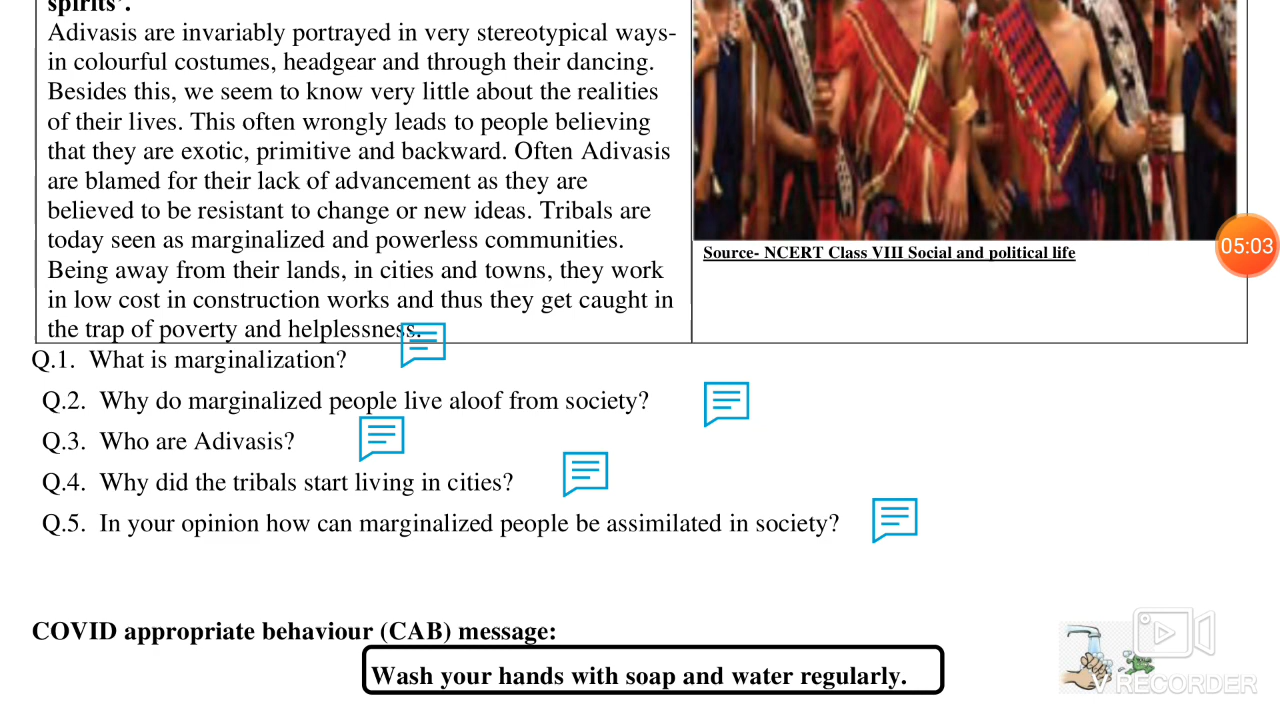 spirits'.
Adivasis are invariably portrayed in very stereotypical ways-
in colourful costumes, headgear and through their dancing.
Besides this, we seem to know very little about the realities
of their lives. This often wrongly leads to people believing
that they are exotic, primitive and backward. Often Adivasis
are blamed for their lack of advancement as they are
believed to be resistant to change or new ideas. Tribals are
today seen as marginalized and powerless communities.
Being away from their lands, in cities and towns, they work
in low cost in construction works and thus they get caught in
the trap of poverty and helplessness.
Source- NCERT Class VIII Social and political life
05:03
Q.1. What is marginalization?
Q.2. Why do marginalized people live aloof from society?
Q.3. Who are Adivasis?
Q.4. Why did the tribals start living in cities?
Q.5. In your opinion how can marginalized people be assimilated in society?
COVID appropriate behaviour (CAB) message:
Wash your hands with soap and water regularly.
V RECORDER